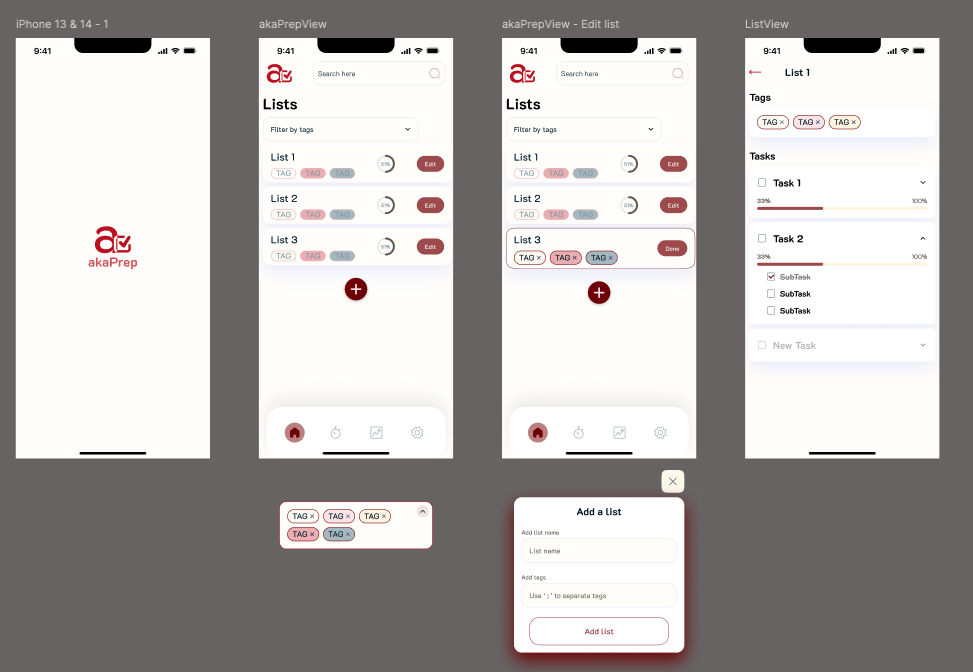 iPhone 13 & 14 - 1
9:41
akaPrep
akaPrepView
9:41
Search here
Lists
Filter by tags
List 1
TAG TAG TAG
51%
Edit
List 2
TAG TAG TAG
51%
Edit
List 3
TAG TAG TAG
51%
Edit
akaPrepView - Edit list
9:41
Search here
Lists
Filter by tags
List 1
TAG TAG TAG
51%
Edit
List 2
TAG TAG TAG
51%
Edit
List 3
TAG × TAG × TAG ×
Done
ListView
9:41
List 1
Tags
TAG × TAG × TAG ×
Tasks
Task 1
33% 100%
Task 2
33% 100%
SubTask
SubTask
SubTask
New Task
TAG × TAG × TAG ×
TAG × TAG ×
Add a list
Add list name
List name
Add tags
Use ' ; ' to separate tags
Add list